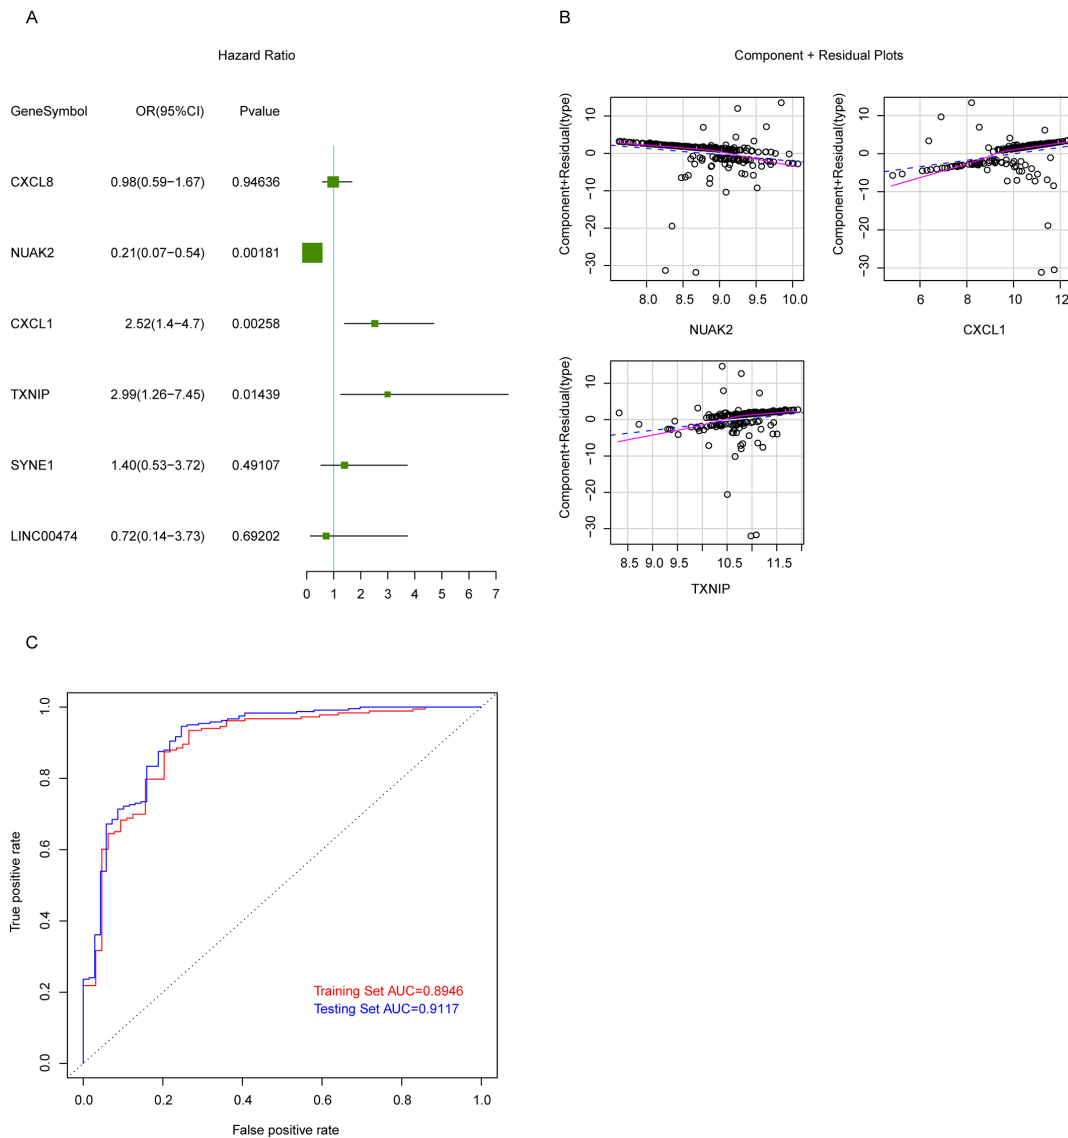 A
Hazard Ratio
GeneSymbol OR(95%CI) Pvalue
CXCL8 0.98(0.59−1.67) 0.94636
NUAK2 0.21(0.07−0.54) 0.00181
CXCL1 2.52(1.4−4.7) 0.00258
TXNIP 2.99(1.26−7.45) 0.01439
SYNE1 1.40(0.53−3.72) 0.49107
LINC00474 0.72(0.14−3.73) 0.69202
0 1 2 3 4 5 6 7
B
Component + Residual Plots
Component+Residual(type)
10
0
−10
−20
−30
8.0 8.5 9.0 9.5 10.0
NUAK2
Component+Residual(type)
10
0
−10
−20
−30
6 8 10 12
CXCL1
Component+Residual(type)
10
0
−10
−20
−30
8.5 9.0 9.5 10.5 11.5
TXNIP
C
True positive rate
1.0
0.8
0.6
0.4
0.2
0.0
Training Set AUC=0.8946
Testing Set AUC=0.9117
0.0 0.2 0.4 0.6 0.8 1.0
False positive rate